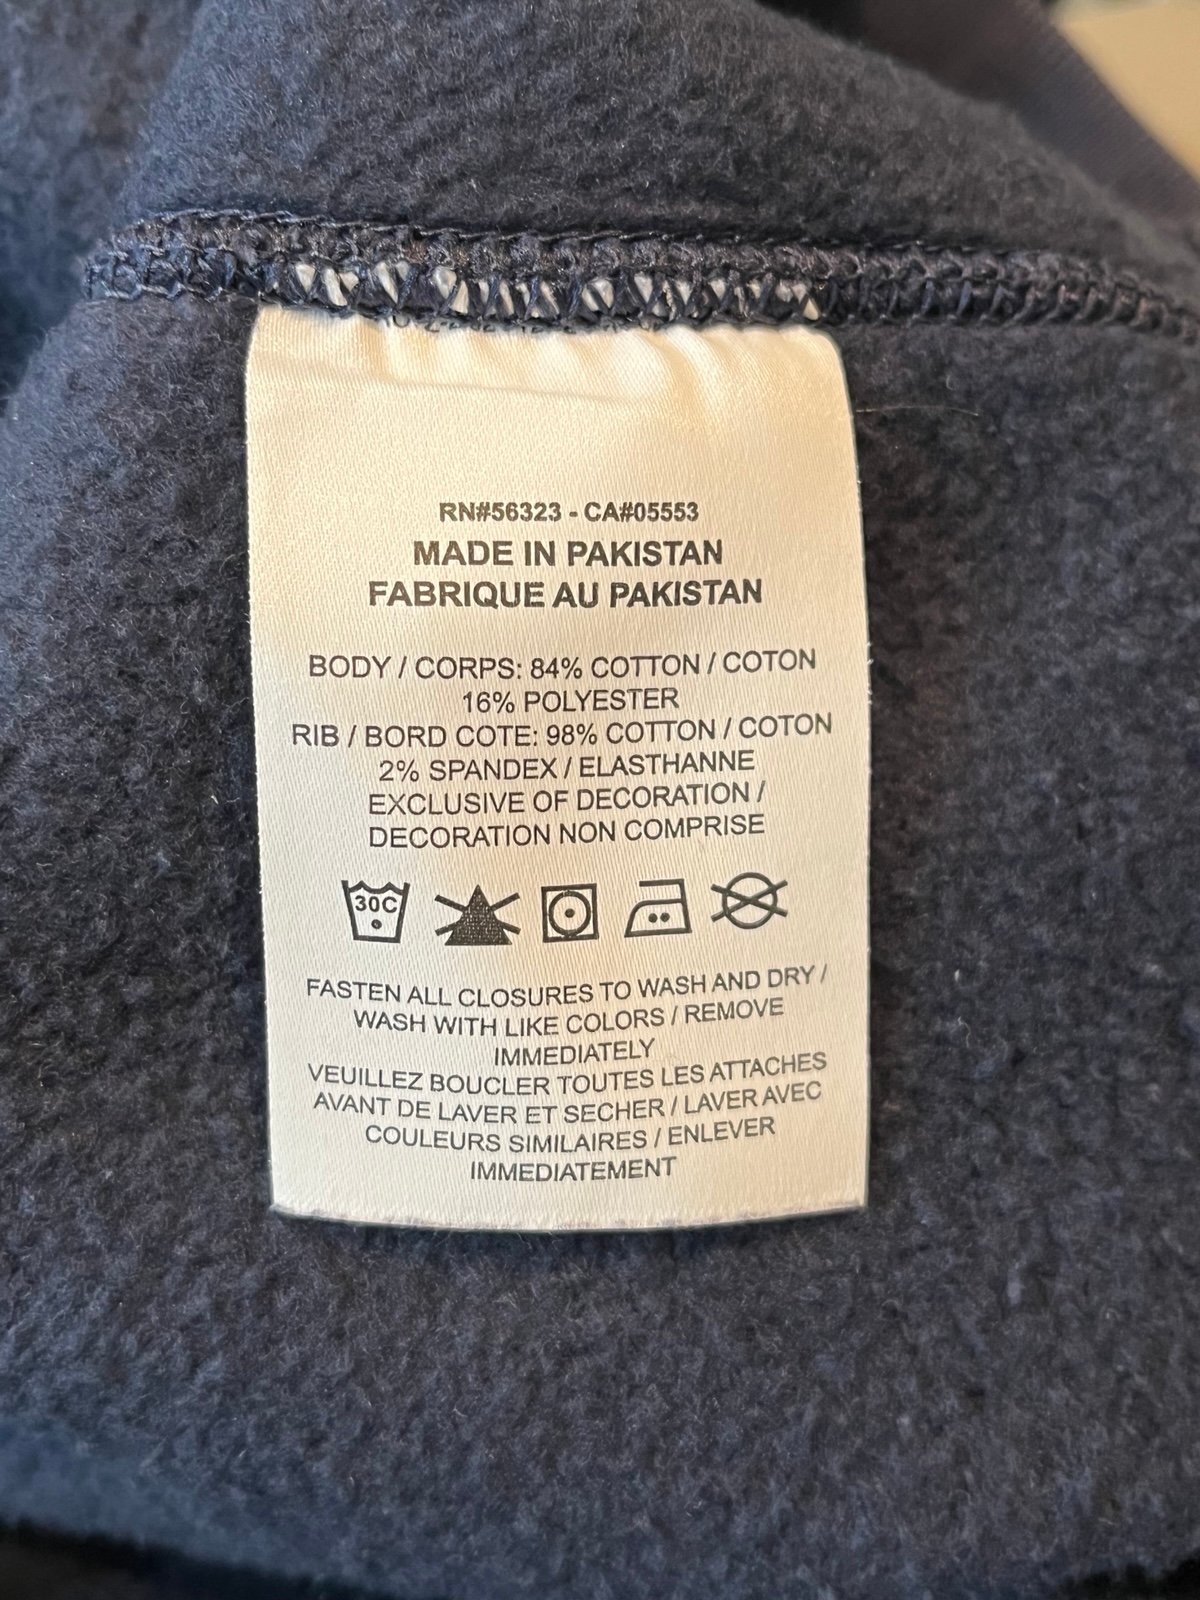 RN#56323 - CA#05553
MADE IN PAKISTAN
FABRIQUE AU PAKISTAN
BODY / CORPS: 84% COTTON / COTON
16% POLYESTER
RIB / BORD COTE: 98% COTTON / COTON
2% SPANDEX / ELASTHANNE
EXCLUSIVE OF DECORATION /
DECORATION NON COMPRISE
30C
FASTEN ALL CLOSURES TO WASH AND DRY /
WASH WITH LIKE COLORS / REMOVE
IMMEDIATELY
VEUILLEZ BOUCLER TOUTES LES ATTACHES
AVANT DE LAVER ET SECHER / LAVER AVEC
COULEURS SIMILAIRES / ENLEVER
IMMEDIATEMENT